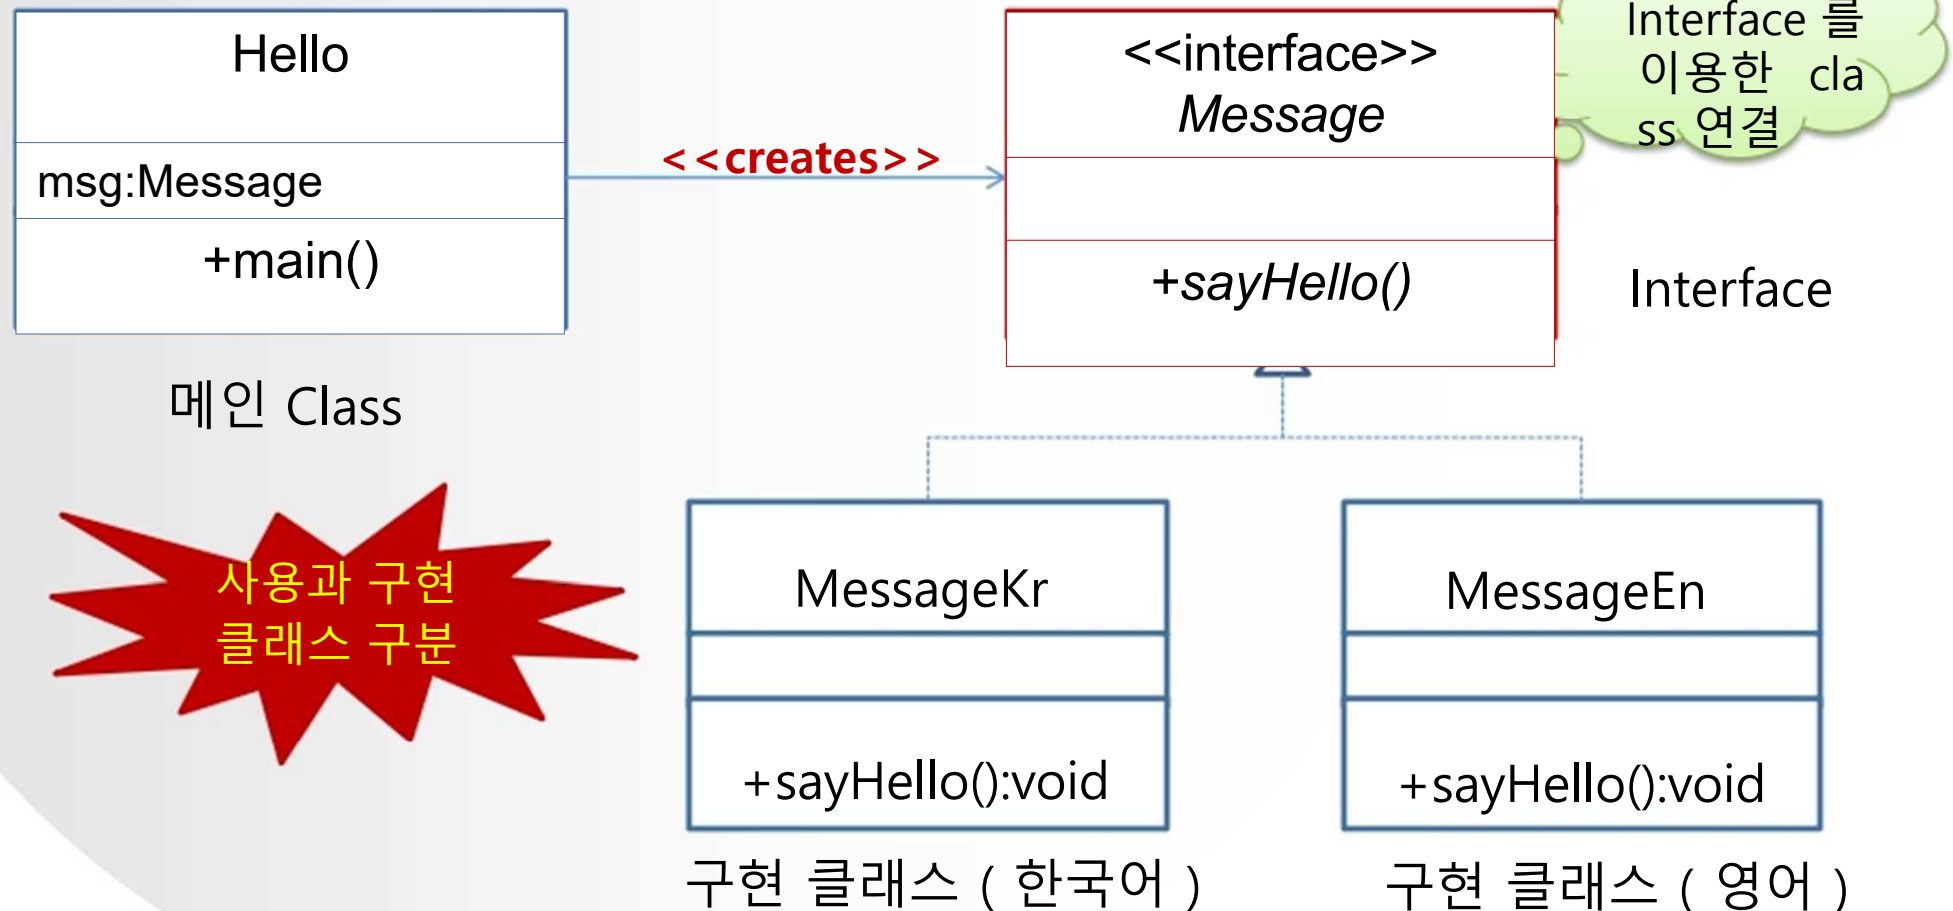 Hello
msg:Message
+main()
메인 Class
<<creates>>
<<interface>>
Message
+sayHello()
Interface 를
이용한 cla
ss 연결
Interface
사용과 구현
클래스 구분
MessageKr
+sayHello():void
구현 클래스 ( 한국어 )
MessageEn
+sayHello():void
구현 클래스 ( 영어 )